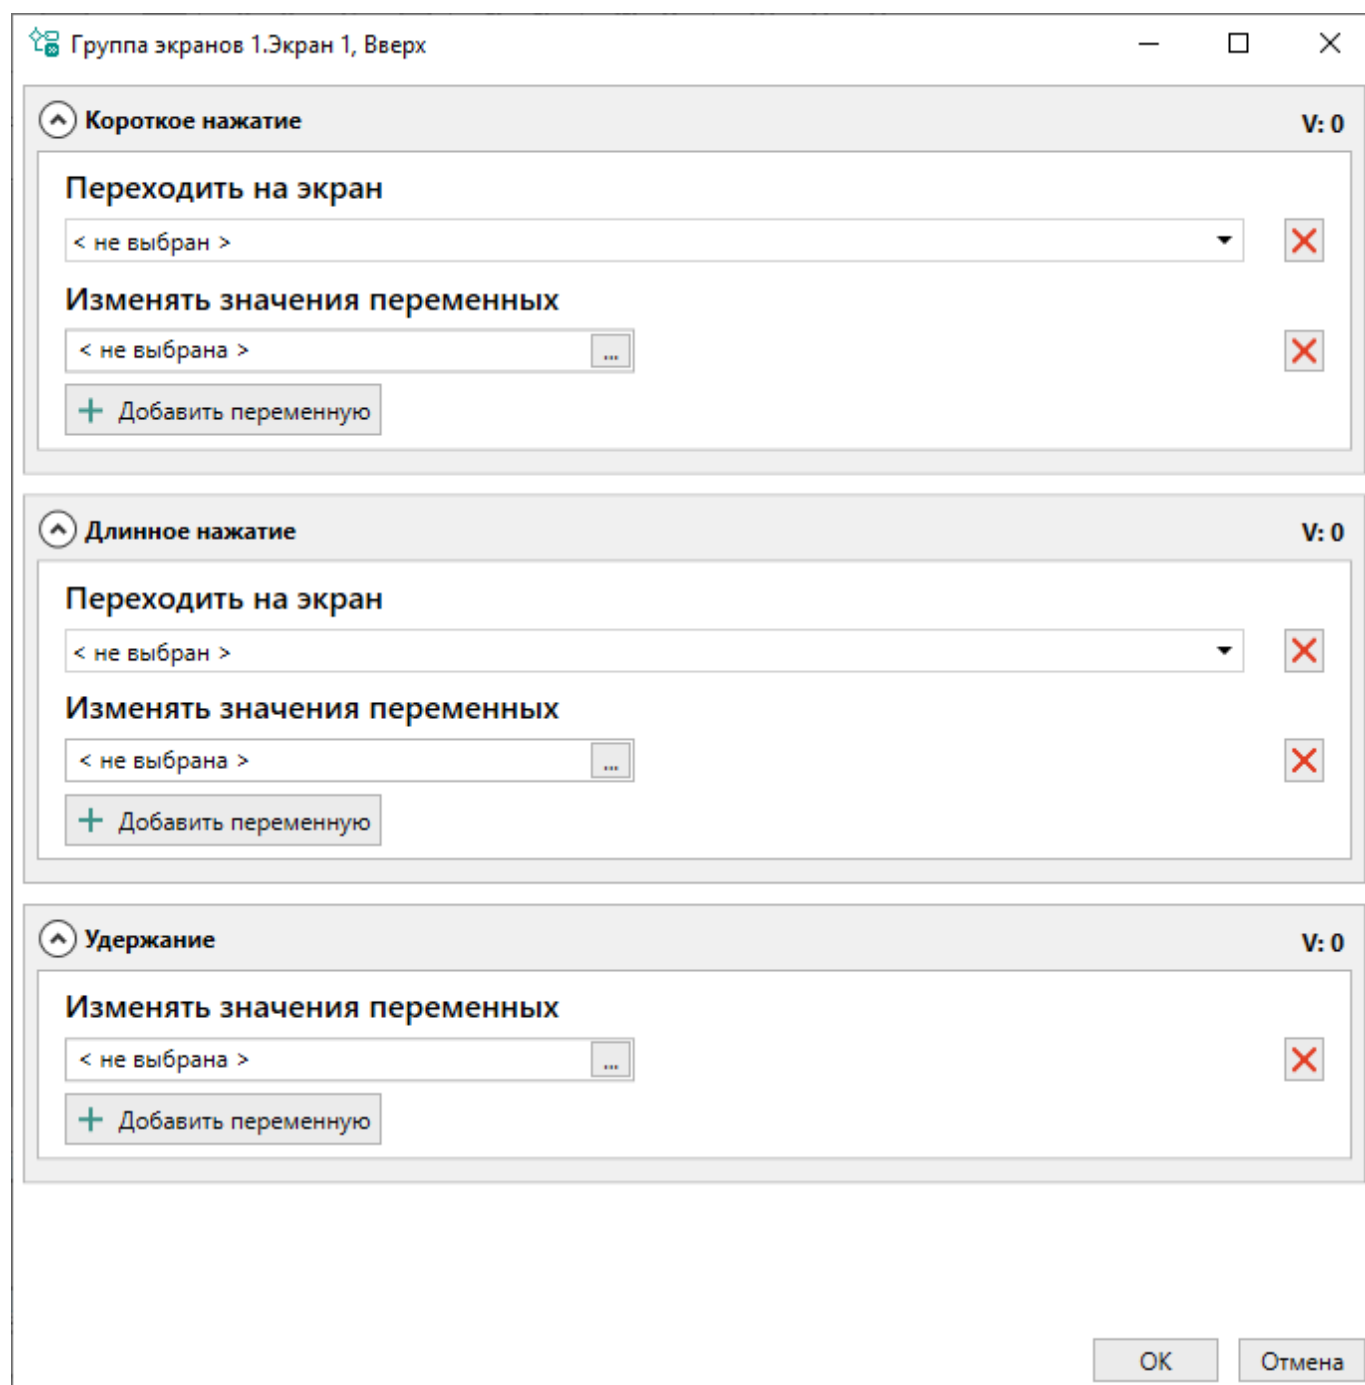 Группа экранов 1.Экран 1, Вверх
Короткое нажатие V: 0
Переходить на экран
< не выбран >
Изменять значения переменных
< не выбрана > ...
+ Добавить переменную
Длинное нажатие V: 0
Переходить на экран
< не выбран >
Изменять значения переменных
< не выбрана > ...
+ Добавить переменную
Удержание V: 0
Изменять значения переменных
< не выбрана > ...
+ Добавить переменную
OK Отмена